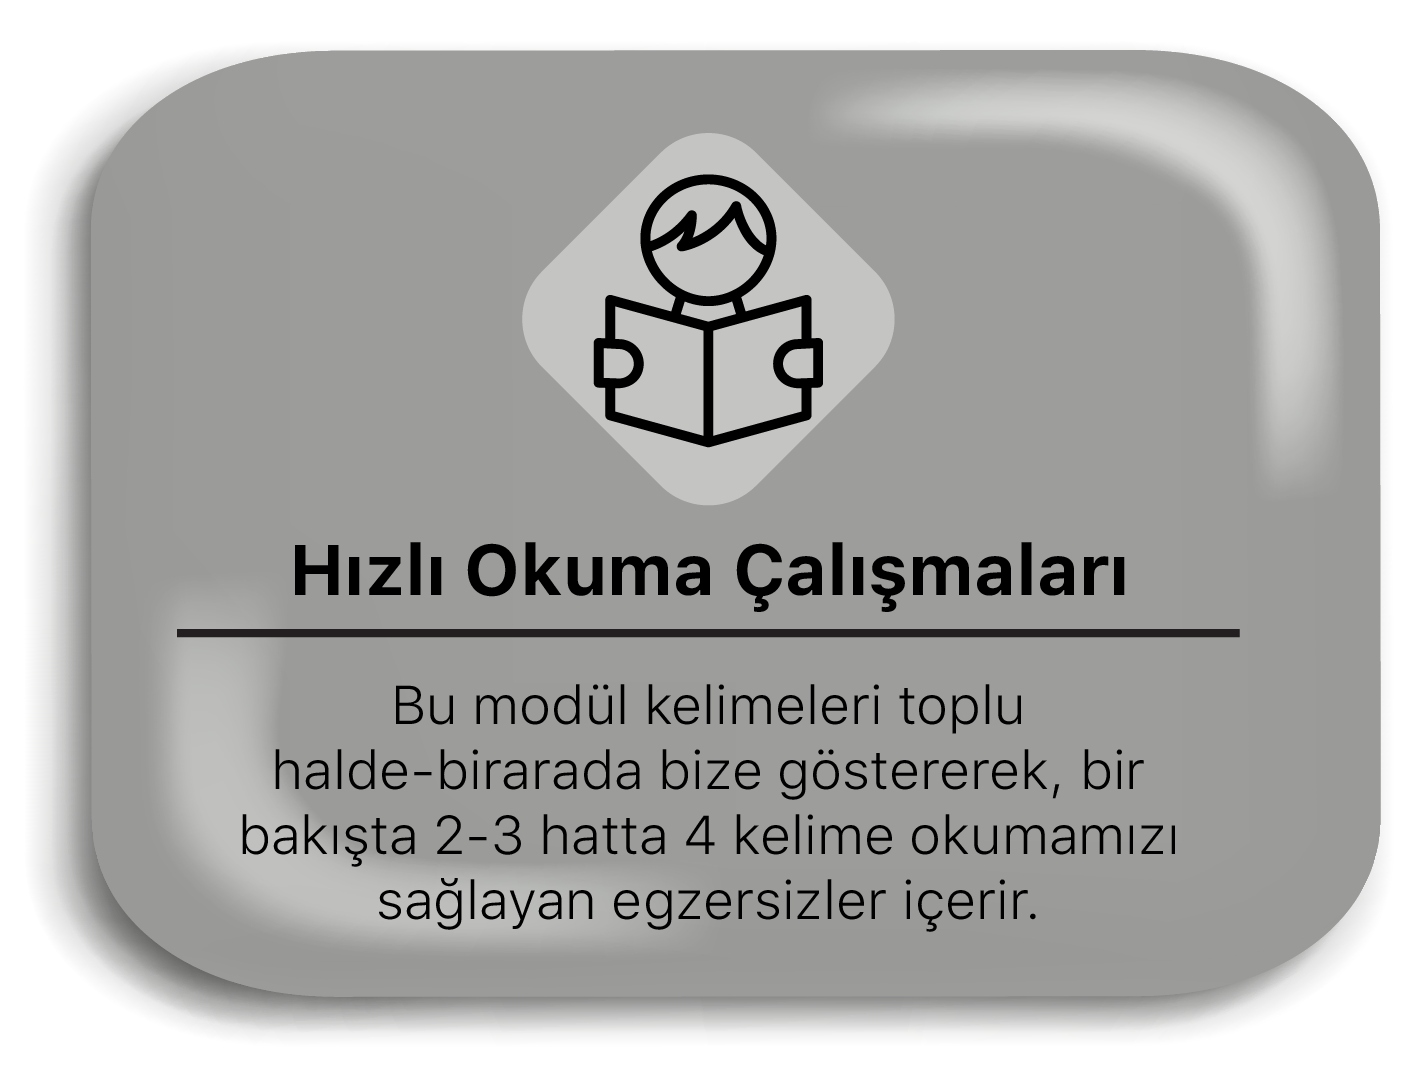 Hızlı Okuma Çalışmaları
Bu modül kelimeleri toplu
halde-birarada bize göstererek, bir
bakışta 2-3 hatta 4 kelime okumamızı
sağlayan egzersizler içerir.